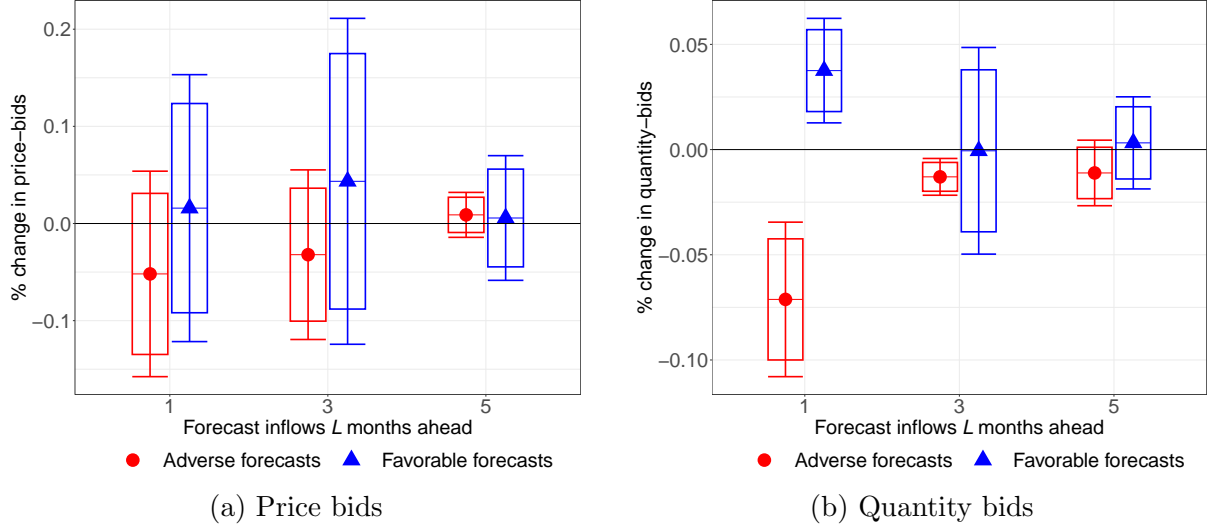 % change in price−bids
0.2
0.1
0.0
−0.1
1
3
5
Forecast inflows L months ahead
Adverse forecasts
Favorable forecasts
(a) Price bids
% change in quantity−bids
0.05
0.00
−0.05
−0.10
1
3
5
Forecast inflows L months ahead
Adverse forecasts
Favorable forecasts
(b) Quantity bids